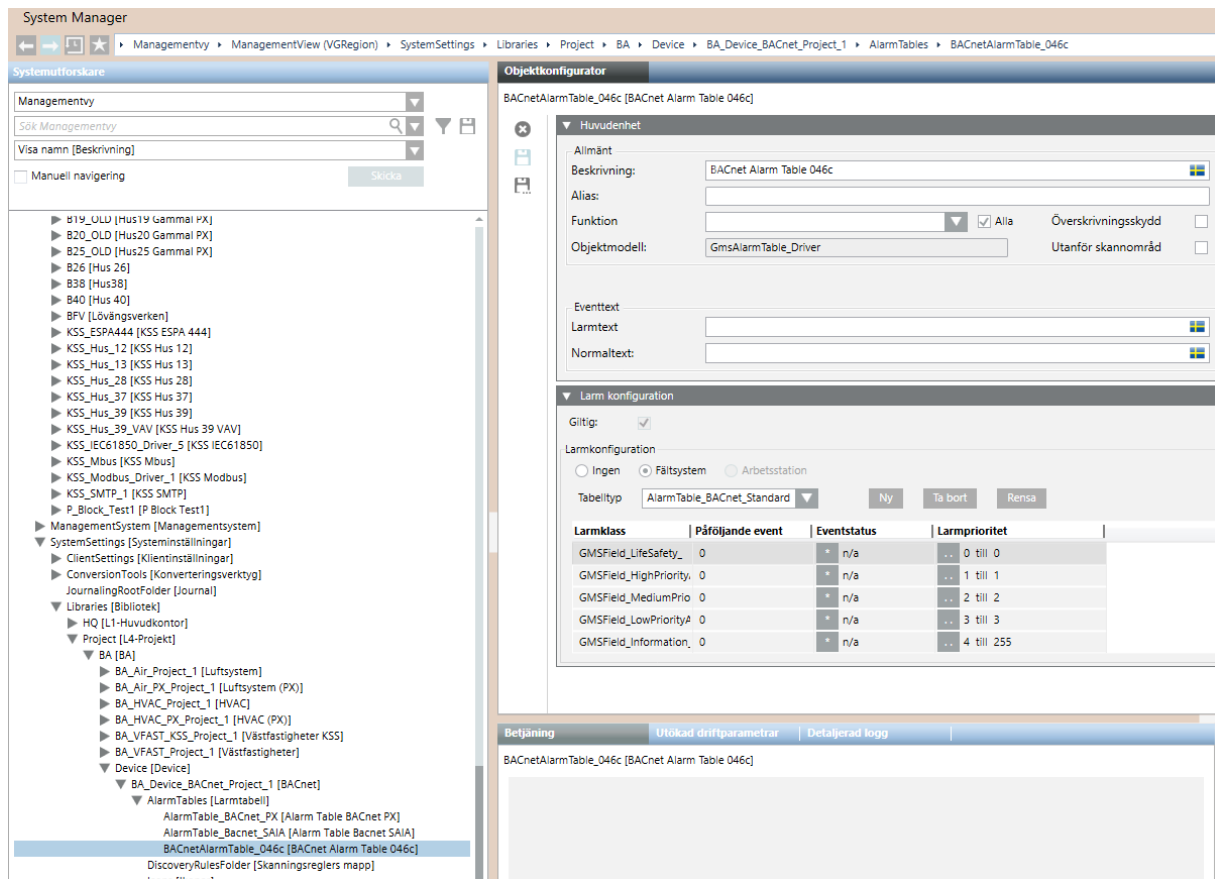 System Manager
Managementvy ▸ ManagementView (VGRegion) ▸ SystemSettings ▸ Libraries ▸ Project ▸ BA ▸ Device ▸ BA_Device_BACnet_Project_1 ▸ AlarmTables ▸ BACnetAlarmTable_046c
Systemutforskare
Managementvy
Sök Managementvy
Visa namn [Beskrivning]
Manuell navigering
Skicka
B19_OLD [Hus19 Gammal PX]
B20_OLD [Hus20 Gammal PX]
B25_OLD [Hus25 Gammal PX]
B26 [Hus 26]
B38 [Hus38]
B40 [Hus 40]
BFV [Lövängsverken]
KSS_ESPA444 [KSS ESPA 444]
KSS_Hus_12 [KSS Hus 12]
KSS_Hus_13 [KSS Hus 13]
KSS_Hus_28 [KSS Hus 28]
KSS_Hus_37 [KSS Hus 37]
KSS_Hus_39 [KSS Hus 39]
KSS_Hus_39_VAV [KSS Hus 39 VAV]
KSS_IEC61850_Driver_5 [KSS IEC61850]
KSS_Mbus [KSS Mbus]
KSS_Modbus_Driver_1 [KSS Modbus]
KSS_SMTP_1 [KSS SMTP]
P_Block_Test1 [P Block Test1]
ManagementSystem [Managementsystem]
SystemSettings [Systeminställningar]
ClientSettings [Klientinställningar]
ConversionTools [Konverteringsverktyg]
JournalingRootFolder [Journal]
Libraries [Bibliotek]
HQ [L1-Huvudkontor]
Project [L4-Projekt]
BA [BA]
BA_Air_Project_1 [Luftsystem]
BA_Air_PX_Project_1 [Luftsystem (PX)]
BA_HVAC_Project_1 [HVAC]
BA_HVAC_PX_Project_1 [HVAC (PX)]
BA_VFAST_KSS_Project_1 [Västfastigheter KSS]
BA_VFAST_Project_1 [Västfastigheter]
Device [Device]
BA_Device_BACnet_Project_1 [BACnet]
AlarmTables [Larmtabell]
AlarmTable_BACnet_PX [Alarm Table BACnet PX]
AlarmTable_Bacnet_SAIA [Alarm Table Bacnet SAIA]
BACnetAlarmTable_046c [BACnet Alarm Table 046c]
DiscoveryRulesFolder [Skanningsreglers mapp]
Objektkonfigurator
BACnetAlarmTable_046c [BACnet Alarm Table 046c]
Huvudenhet
Allmänt
Beskrivning: BACnet Alarm Table 046c
Alias:
Funktion Alla Överskrivningsskydd
Objektmodell: GmsAlarmTable_Driver Utanför skannområd
Eventtext
Larmtext
Normaltext:
Larm konfiguration
Giltig:
Larmkonfiguration
Ingen Fältsystem Arbetsstation
Tabelltyp AlarmTable_BACnet_Standard Ny Ta bort Rensa
Larmklass Påföljande event Eventstatus Larmprioritet
GMSField_LifeSafety_ 0 * n/a .. 0 till 0
GMSField_HighPriority. 0 * n/a .. 1 till 1
GMSField_MediumPrio 0 * n/a .. 2 till 2
GMSField_LowPriorityA 0 * n/a .. 3 till 3
GMSField_Information_ 0 * n/a .. 4 till 255
Betjäning Utökad driftparametrar Detaljerad logg
BACnetAlarmTable_046c [BACnet Alarm Table 046c]